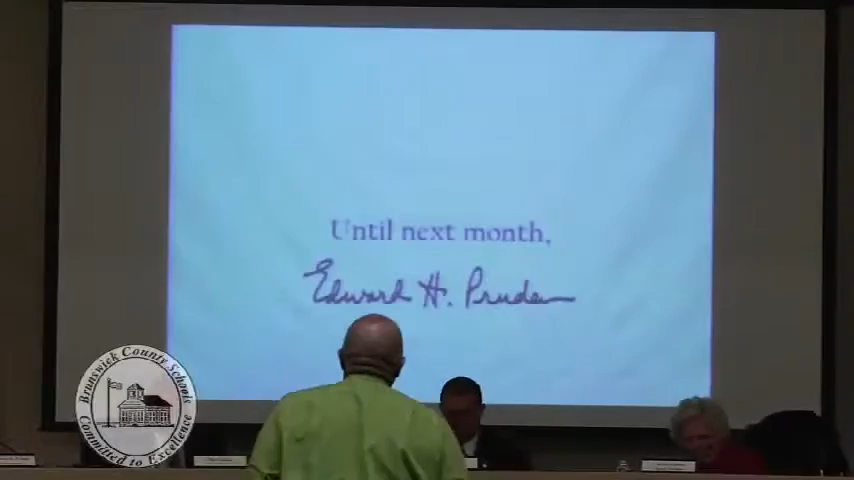 Until next month,
Edward H. Pruden
Brunswick County Schools
Committed to Excellence